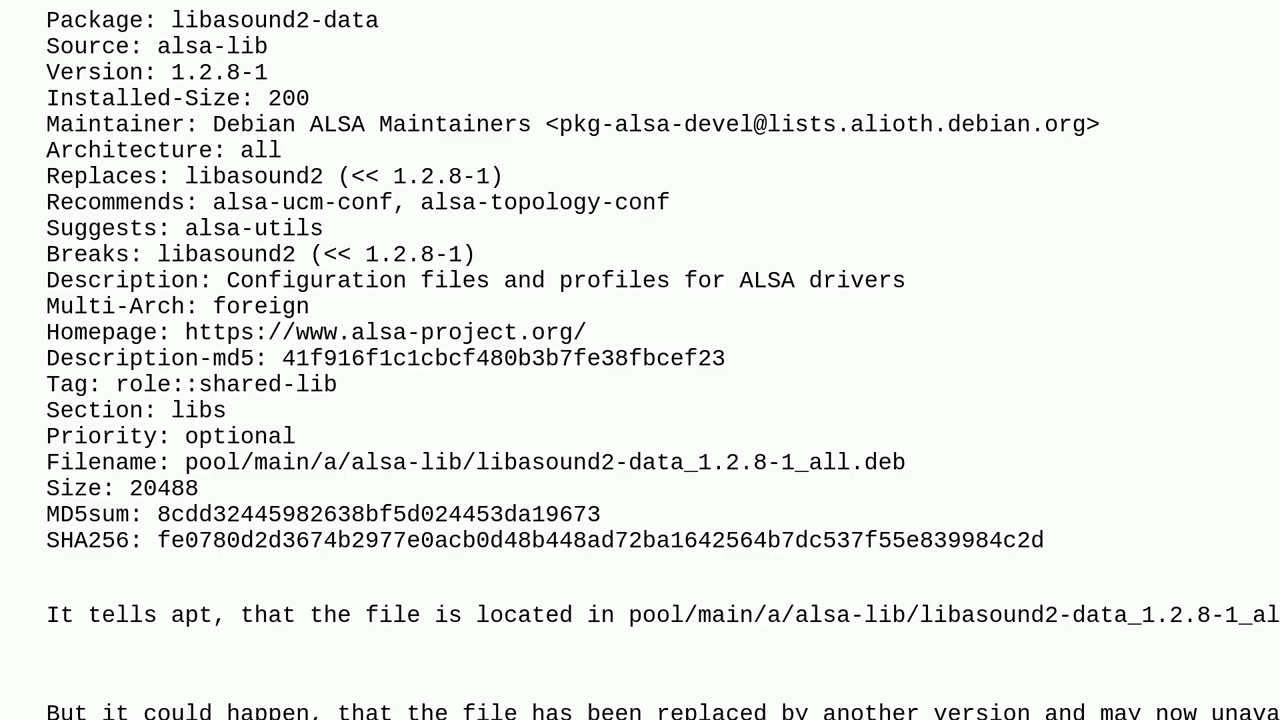 Package: libasound2-data
Source: alsa-lib
Version: 1.2.8-1
Installed-Size: 200
Maintainer: Debian ALSA Maintainers <pkg-alsa-devel@lists.alioth.debian.org>
Architecture: all
Replaces: libasound2 (<< 1.2.8-1)
Recommends: alsa-ucm-conf, alsa-topology-conf
Suggests: alsa-utils
Breaks: libasound2 (<< 1.2.8-1)
Description: Configuration files and profiles for ALSA drivers
Multi-Arch: foreign
Homepage: https://www.alsa-project.org/
Description-md5: 41f916f1c1cbcf480b3b7fe38fbcef23
Tag: role::shared-lib
Section: libs
Priority: optional
Filename: pool/main/a/alsa-lib/libasound2-data_1.2.8-1_all.deb
Size: 20488
MD5sum: 8cdd32445982638bf5d024453da19673
SHA256: fe0780d2d3674b2977e0acb0d48b448ad72ba1642564b7dc537f55e839984c2d
It tells apt, that the file is located in pool/main/a/alsa-lib/libasound2-data_1.2.8-1_al
But it could happen, that the file has been replaced by another version and may now unava